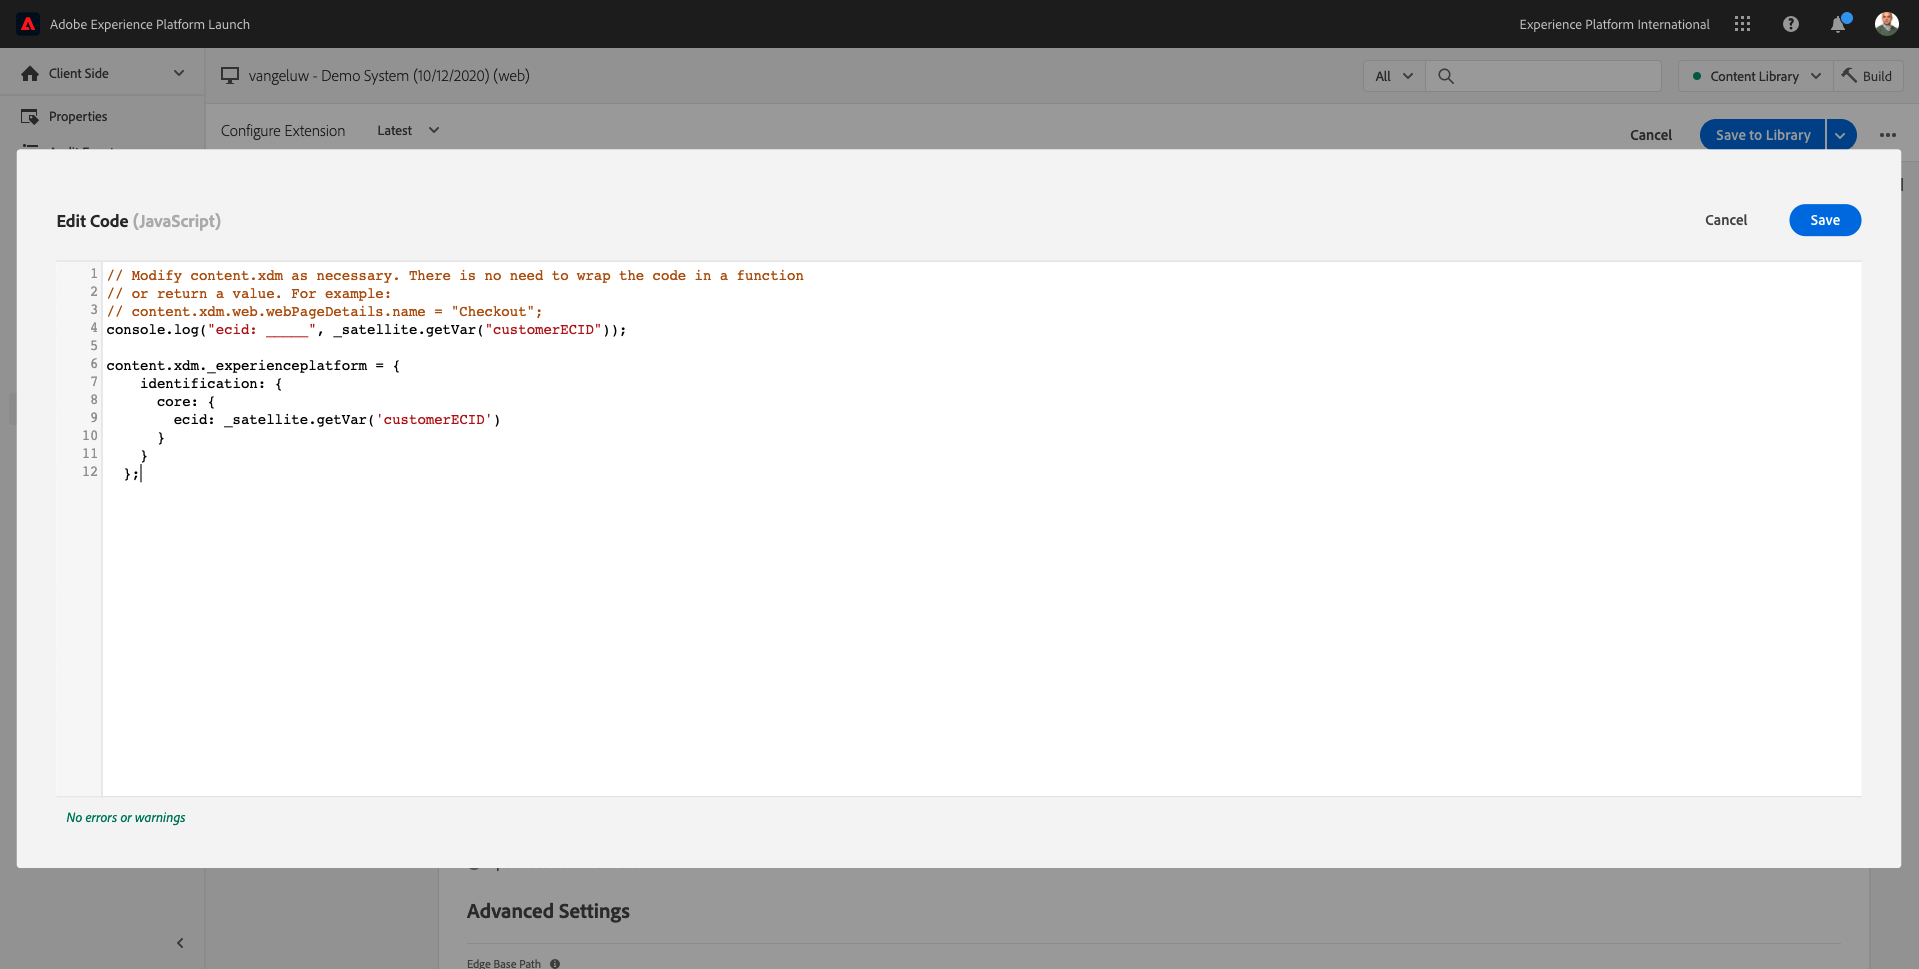 Adobe Experience Platform Launch
Experience Platform International
Client Side
vangeluw - Demo System (10/12/2020) (web)
All
Content Library
Build
Properties
Configure Extension
Latest
Cancel
Save to Library
Edit Code (JavaScript)
Cancel
Save
1 // Modify content.xdm as necessary. There is no need to wrap the code in a function
2 // or return a value. For example:
3 // content.xdm.web.webPageDetails.name = "Checkout";
4 console.log("ecid: _____", _satellite.getVar("customerECID"));
5
6 content.xdm._experienceplatform = {
7     identification: {
8       core: {
9         ecid: _satellite.getVar('customerECID')
10       }
11     }
12   };
No errors or warnings
Advanced Settings
Edge Base Path